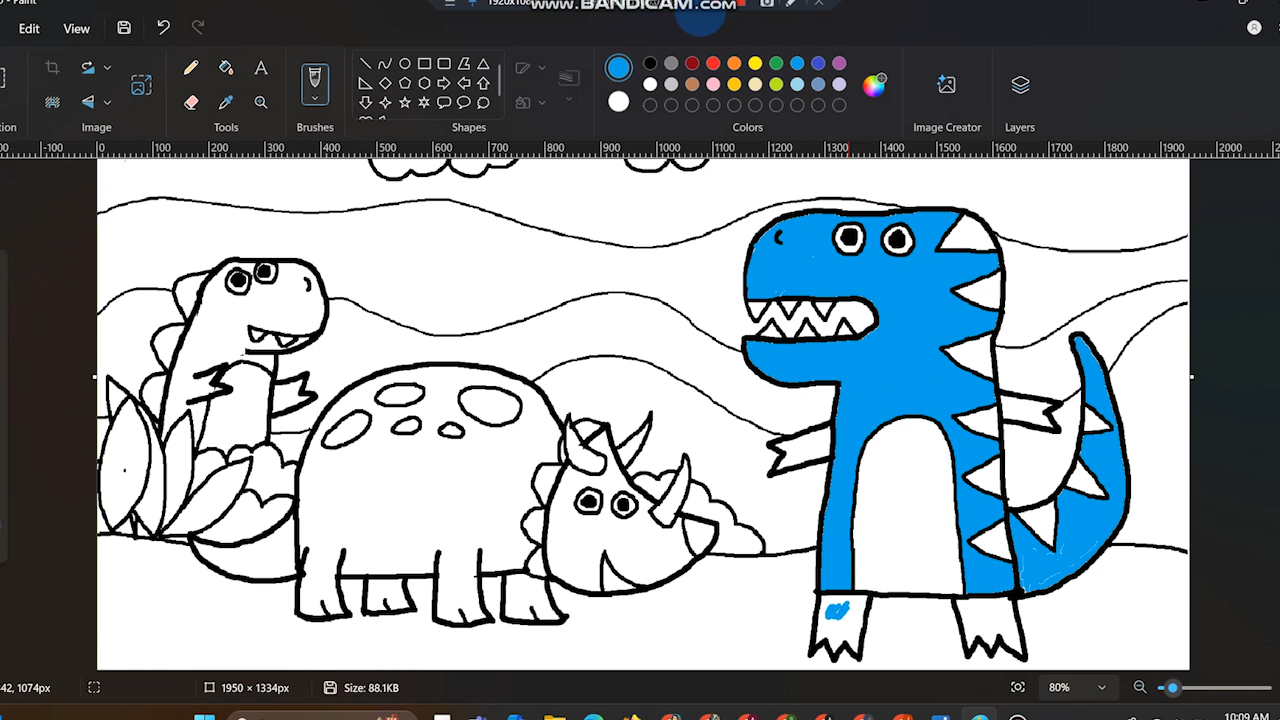 1920x108
www.BANDICAM.com
Edit View
Image Tools Brushes Shapes Colors Image Creator Layers
-100 0 100 200 300 400 500 600 700 800 900 1000 1100 1200 1300 1400 1500 1600 1700 1800 1900 2000
42, 1074px 1950 × 1334px Size: 88.1KB 80%
10:09 AM